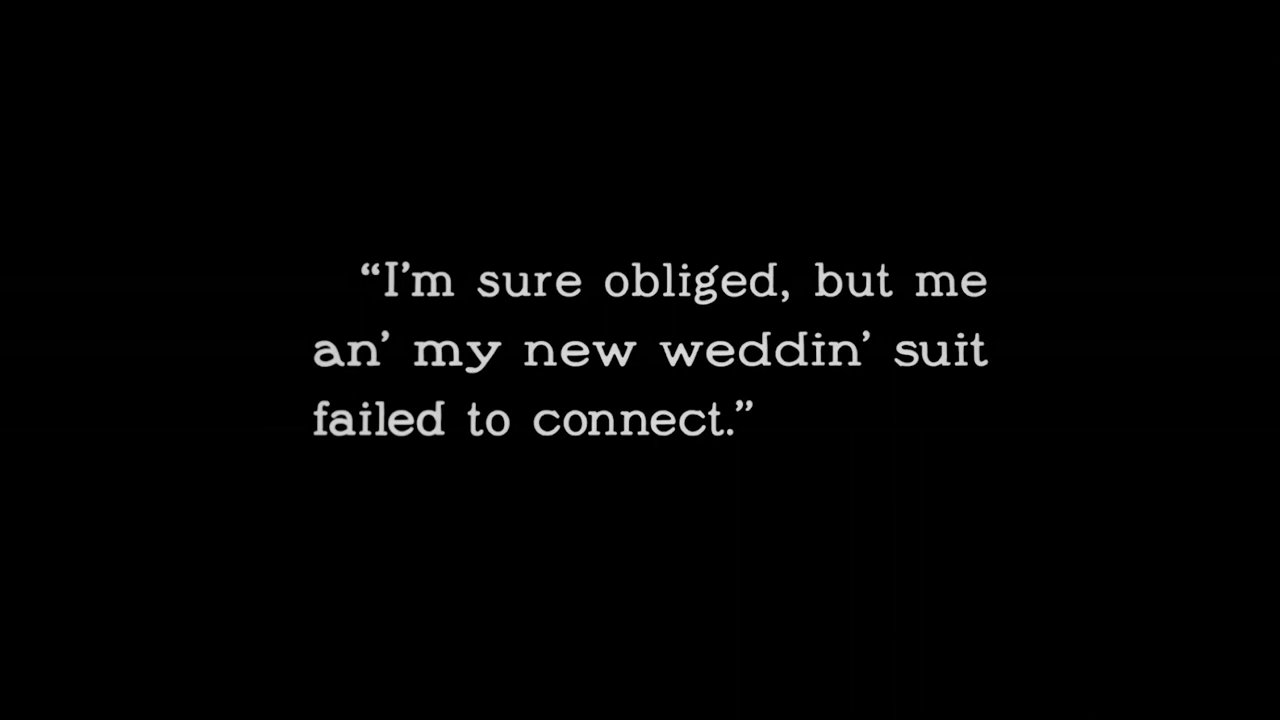 “I’m sure obliged, but me
an’ my new weddin’ suit
failed to connect.”